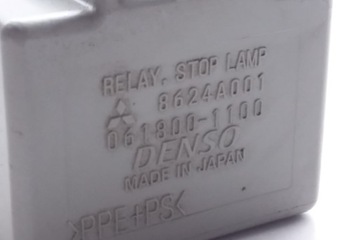 RELAY, STOP LAMP
8624A001
061800-1100
DENSO
MADE IN JAPAN
>PPE+PS<